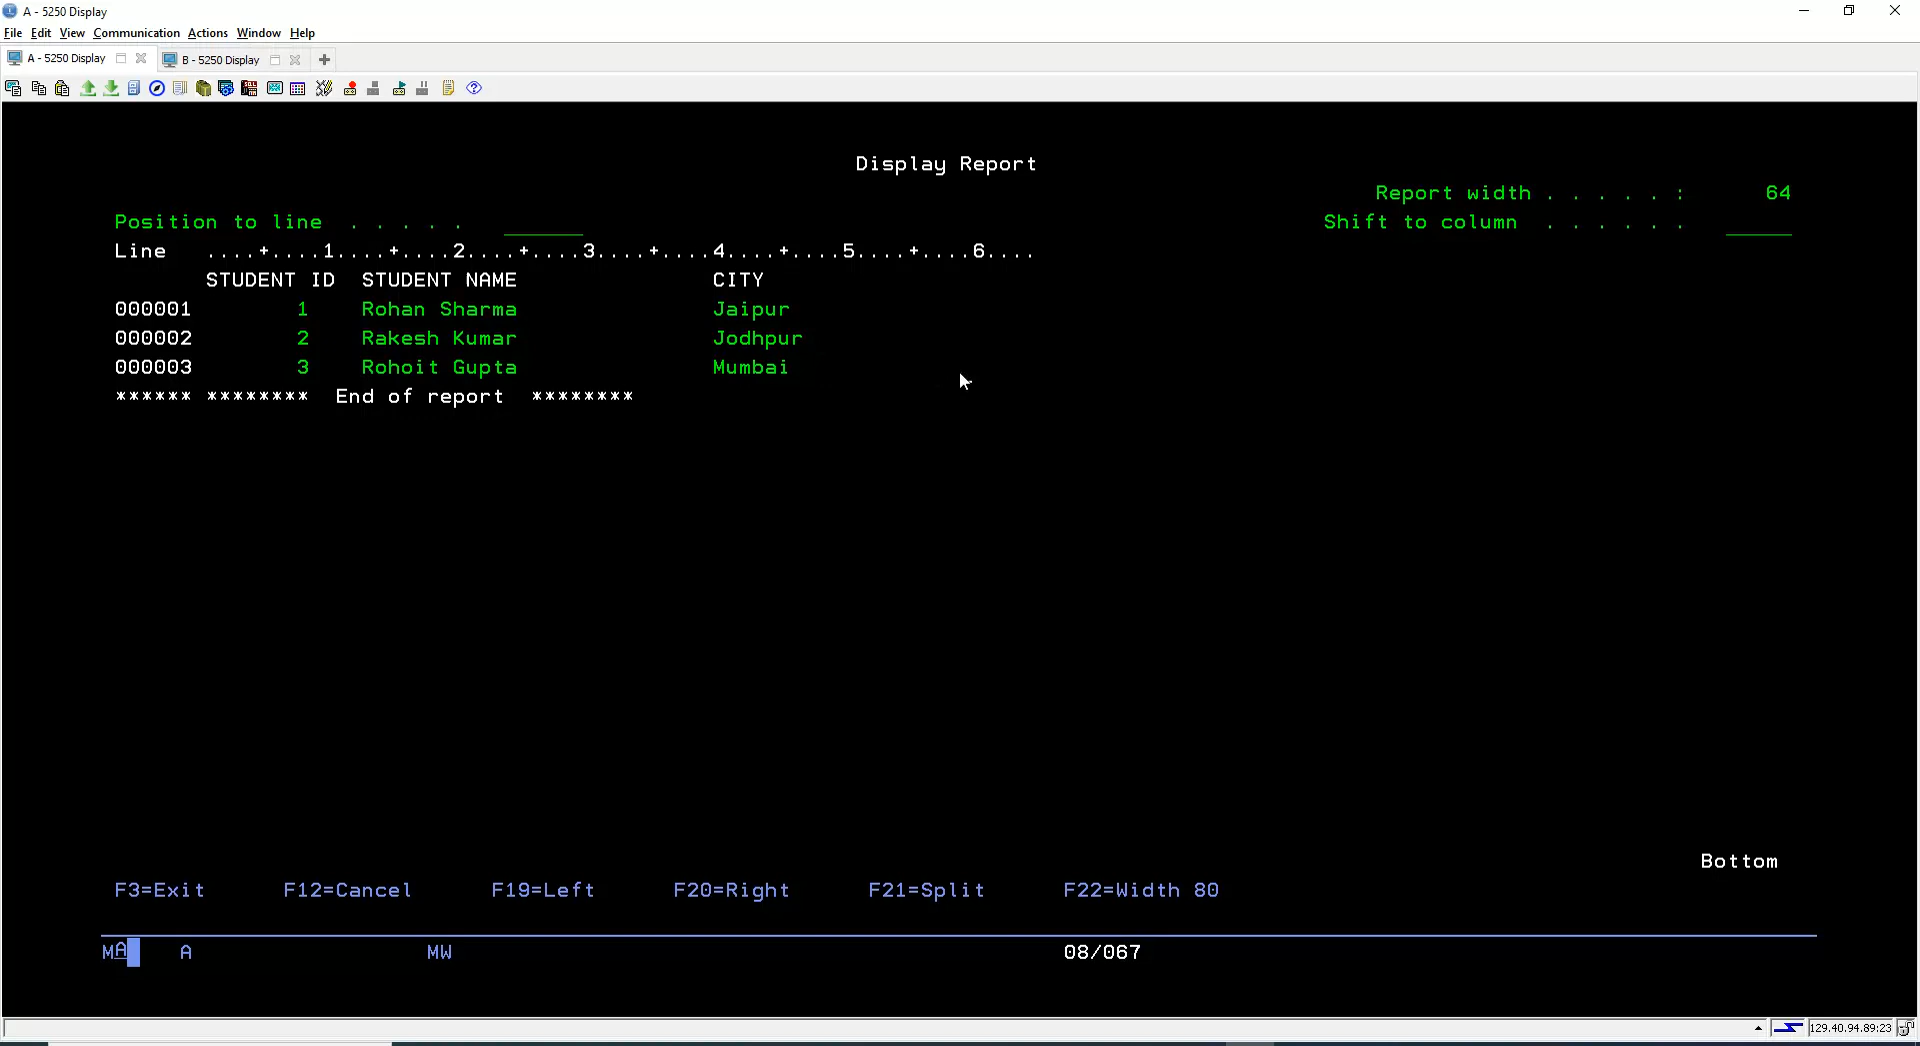 A - 5250 Display
File Edit View Communication Actions Window Help
A - 5250 Display B - 5250 Display
Display Report
Report width . . . . . : 64
Position to line . . . . . Shift to column . . . . . .
Line ....+....1....+....2....+....3....+....4....+....5....+....6....
STUDENT ID STUDENT NAME CITY
000001 1 Rohan Sharma Jaipur
000002 2 Rakesh Kumar Jodhpur
000003 3 Rohoit Gupta Mumbai
****** ******** End of report ********
Bottom
F3=Exit F12=Cancel F19=Left F20=Right F21=Split F22=Width 80
MA A MW 08/067
129.40.94.89:23